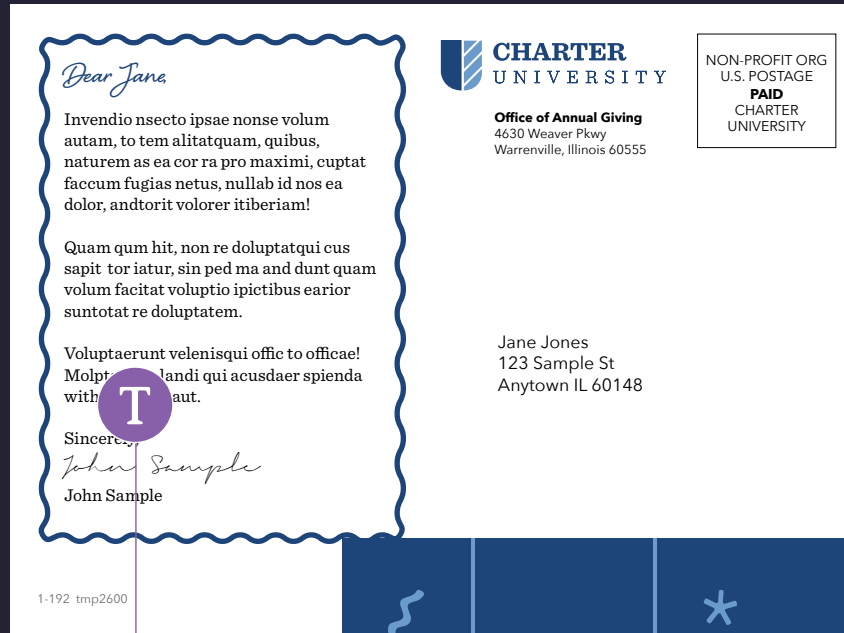 Dear Jane,
Invendio nsecto ipsae nonse volum
autam, to tem alitatquam, quibus,
naturem as ea cor ra pro maximi, cuptat
faccum fugias netus, nullab id nos ea
dolor, andtorit volorer itiberiam!
Quam qum hit, non re doluptatqui cus
sapit tor iatur, sin ped ma and dunt quam
volum facitat voluptio ipictibus earior
suntotat re doluptatem.
Voluptaerunt velenisqui offic to officae!
landi qui acusdaer spienda
aut.
T
Sincerely,
John Sample
John Sample
1-192 tmp2600
CHARTER
UNIVERSITY
Office of Annual Giving
4630 Weaver Pkwy
Warrenville, Illinois 60555
NON-PROFIT ORG
U.S. POSTAGE
PAID
CHARTER
UNIVERSITY
Jane Jones
123 Sample St
Anytown IL 60148